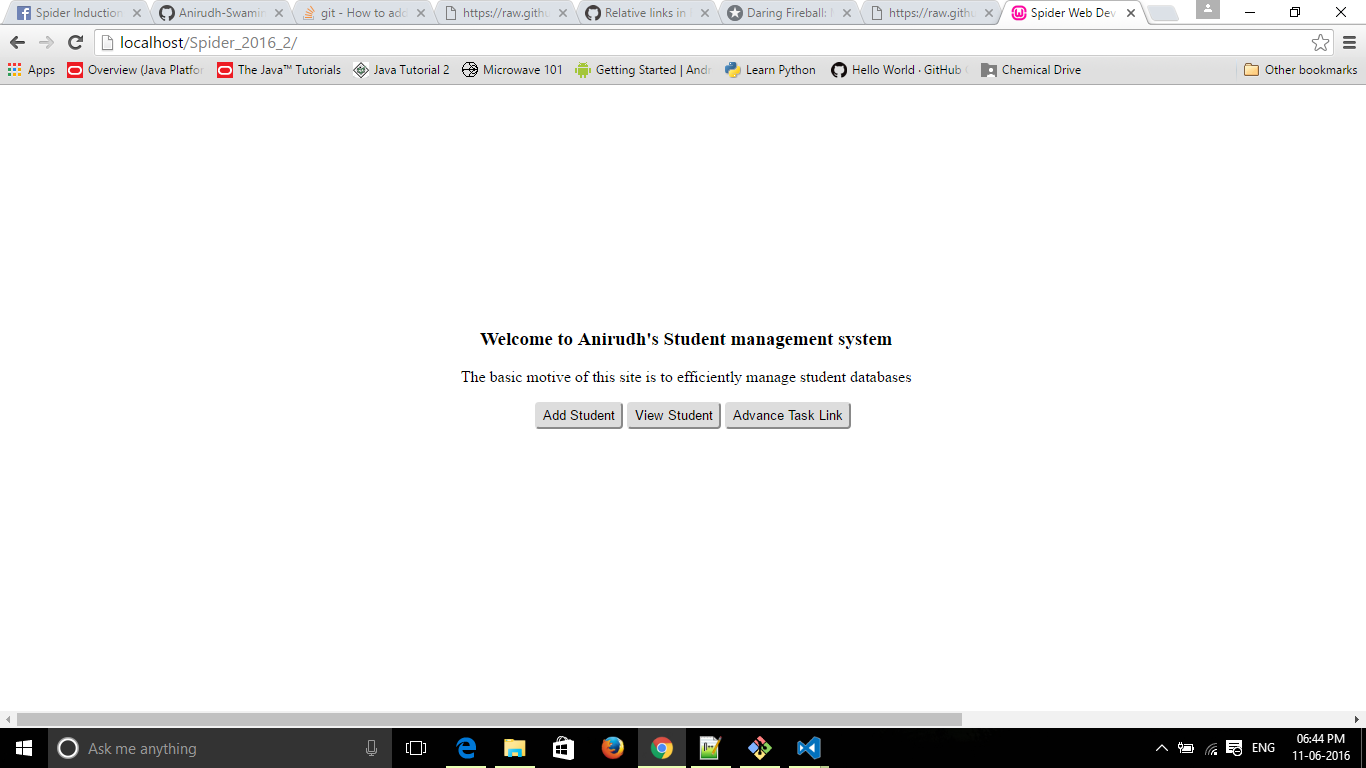 Spider Induction
Anirudh-Swamin
git - How to add
https://raw.githu
Relative links in
Daring Fireball:
https://raw.githu
Spider Web Dev
localhost/Spider_2016_2/
Apps
Overview (Java Platfor
The Java™ Tutorials
Java Tutorial 2
Microwave 101
Getting Started | Andr
Learn Python
Hello World · GitHub
Chemical Drive
Other bookmarks
Welcome to Anirudh's Student management system
The basic motive of this site is to efficiently manage student databases
Add Student
View Student
Advance Task Link
Ask me anything
ENG
06:44 PM
11-06-2016